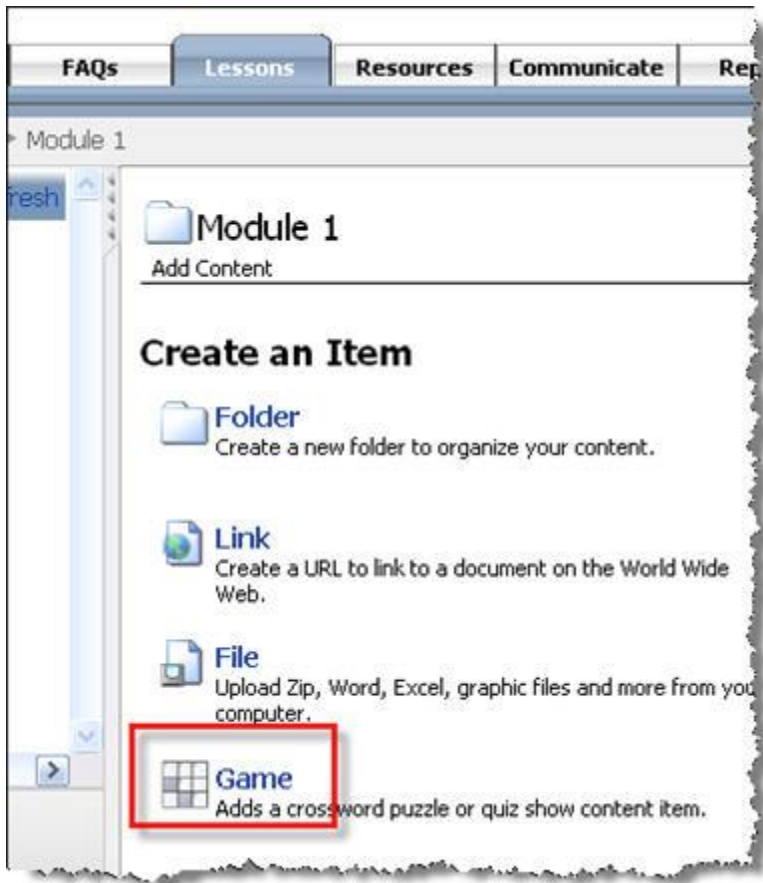 FAQs Lessons Resources Communicate Rep
Module 1
resh
Module 1
Add Content
Create an Item
Folder
Create a new folder to organize your content.
Link
Create a URL to link to a document on the World Wide
Web.
File
Upload Zip, Word, Excel, graphic files and more from you
computer.
Game
Adds a crossword puzzle or quiz show content item.